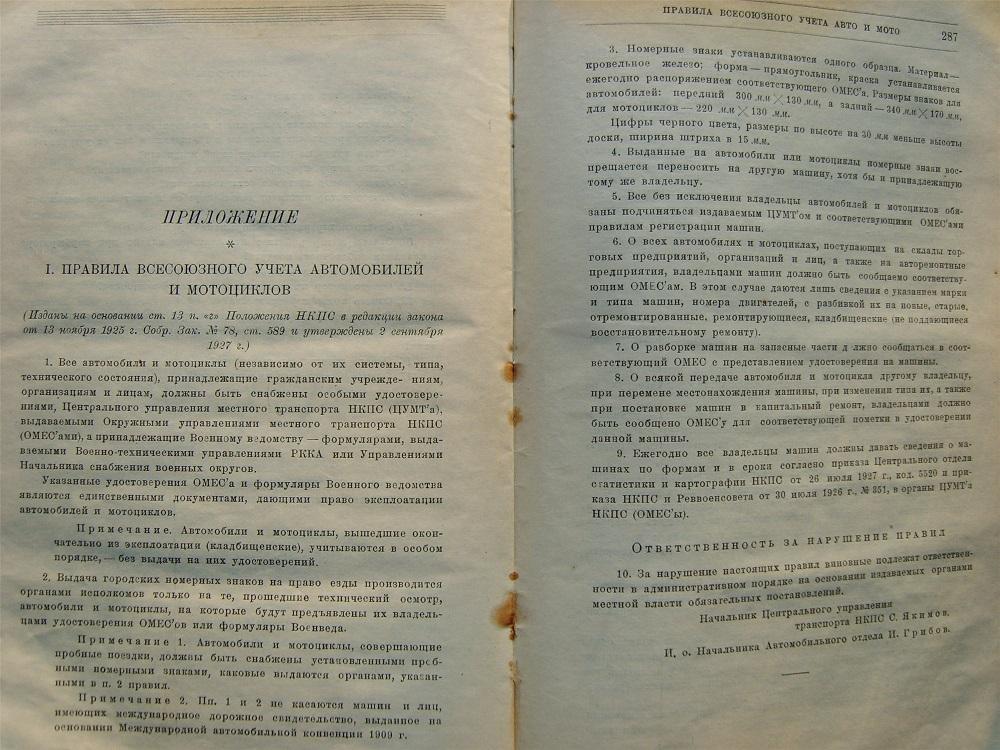 ПРИЛОЖЕНИЕ
*
I. ПРАВИЛА ВСЕСОЮЗНОГО УЧЕТА АВТОМОБИЛЕЙ
И МОТОЦИКЛОВ
(Изданы на основании ст. 13 п. «г» Положения НКПС в редакции закона
от 13 ноября 1925 г. Собр. Зак. № 78, ст. 589 и утверждены 2 сентября
1927 г.)
1. Все автомобили и мотоциклы (независимо от их системы, типа,
технического состояния), принадлежащие гражданским учрежде- ниям,
организациям и лицам, должны быть снабжены особыми удостовере-
ниями, Центрального управления местного транспорта НКПС (ЦУМТ'а),
выдаваемыми Окружными управлениями местного транспорта НКПС
(ОМЕС'ами), а принадлежащие Военному ведомству — формулярами, выда-
ваемыми Военно-техническими управлениями РККА или Управлениями
Начальника снабжения военных округов.
Указанные удостоверения ОМЕС'а и формуляры Военного ведомства
являются единственными документами, дающими право эксплоатации
автомобилей и мотоциклов.
Примечание. Автомобили и мотоциклы, вышедшие окон-
чательно из эксплоатации (кладбищенские), учитываются в особом
порядке, — без выдачи на них удостоверений.
2. Выдача городских номерных знаков на право езды производится
органами исполкомов только на те, прошедшие технический осмотр,
автомобили и мотоциклы, на которые будут предъявлены их владель-
цами удостоверения ОМЕС'ов или формуляры Военведа.
Примечание 1. Автомобили и мотоциклы, совершающие
пробные поездки, должны быть снабжены установленными проб-
ными номерными знаками, каковые выдаются органами, указан-
ными в п. 2 правил.
Примечание 2. Пп. 1 и 2 не касаются машин и лиц,
имеющих международное дорожное свидетельство, выданное на
основании Международной автомобильной конвенции 1909 г.
ПРАВИЛА ВСЕСОЮЗНОГО УЧЕТА АВТО И МОТО 287
3. Номерные знаки устанавливаются одного образца. Материал—
кровельное железо; форма — прямоугольник, краска устанавливается
ежегодно распоряжением соответствующего ОМЕС'а. Размеры знаков для
автомобилей: передний 300 мм × 130 мм, а задний — 340 мм × 170 мм,
для мотоциклов — 220 мм × 130 мм.
Цифры черного цвета, размеры по высоте на 30 мм меньше высоты
доски, ширина штриха в 15 мм.
4. Выданные на автомобили или мотоциклы номерные знаки вос-
прещается переносить на другую машину, хотя бы и принадлежащую
тому же владельцу.
5. Все без исключения владельцы автомобилей и мотоциклов обя-
заны подчиняться издаваемым ЦУМТ'ом и соответствующими ОМЕС'ами
правилам регистрации машин.
6. О всех автомобилях и мотоциклах, поступающих на склады тор-
говых предприятий, организаций и лиц, а также на авторемонтные
предприятия, владельцами машин должно быть сообщаемо соответству-
ющим ОМЕС'ам. В этом случае даются лишь сведения с указанием марки
и типа машин, номера двигателей, с разбивкой их на новые, старые,
отремонтированные, ремонтирующиеся, кладбищенские (не поддающиеся
восстановительному ремонту).
7. О разборке машин на запасные части д лжно сообщаться в соот-
ветствующий ОМЕС с представлением удостоверения на машины.
8. О всякой передаче автомобиля и мотоцикла другому владельцу,
при перемене местонахождения машины, при изменении типа их, а также
при постановке машин в капитальный ремонт, владельцами должно
быть сообщено ОМЕС'у для соответствующей пометки в удостоверении
данной машины.
9. Ежегодно все владельцы машин должны давать сведения о ма-
шинах по формам и в сроки согласно приказа Центрального отдела
статистики и картографии НКПС от 26 июля 1927 г., код. 5520 и при-
каза НКПС и Реввоенсовета от 30 июля 1926 г., № 351, в органы ЦУМТ'а
НКПС (ОМЕС'ы).
Ответственность за нарушение правил
10. За нарушение настоящих правил виновные подлежат ответствен-
ности в административном порядке на основании издаваемых органами
местной власти обязательных постановлений.
Начальник Центрального управления
транспорта НКПС С. Якимов.
И. о. Начальника Автомобильного отдела И. Грибов.